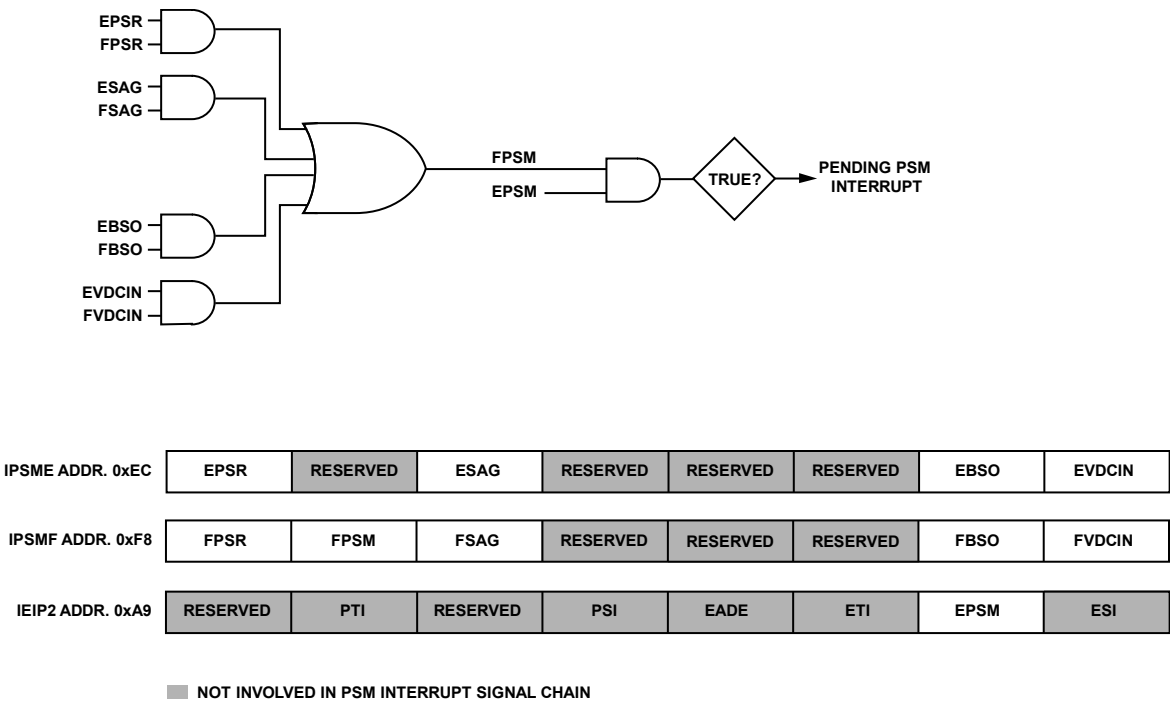 EPSR
FPSR
ESAG
FSAG
FPSM
EPSM
TRUE?
PENDING PSM
INTERRUPT
EBSO
FBSO
EVDCIN
FVDCIN
IPSME ADDR. 0xEC EPSR RESERVED ESAG RESERVED RESERVED RESERVED EBSO EVDCIN
IPSMF ADDR. 0xF8 FPSR FPSM FSAG RESERVED RESERVED RESERVED FBSO FVDCIN
IEIP2 ADDR. 0xA9 RESERVED PTI RESERVED PSI EADE ETI EPSM ESI
NOT INVOLVED IN PSM INTERRUPT SIGNAL CHAIN